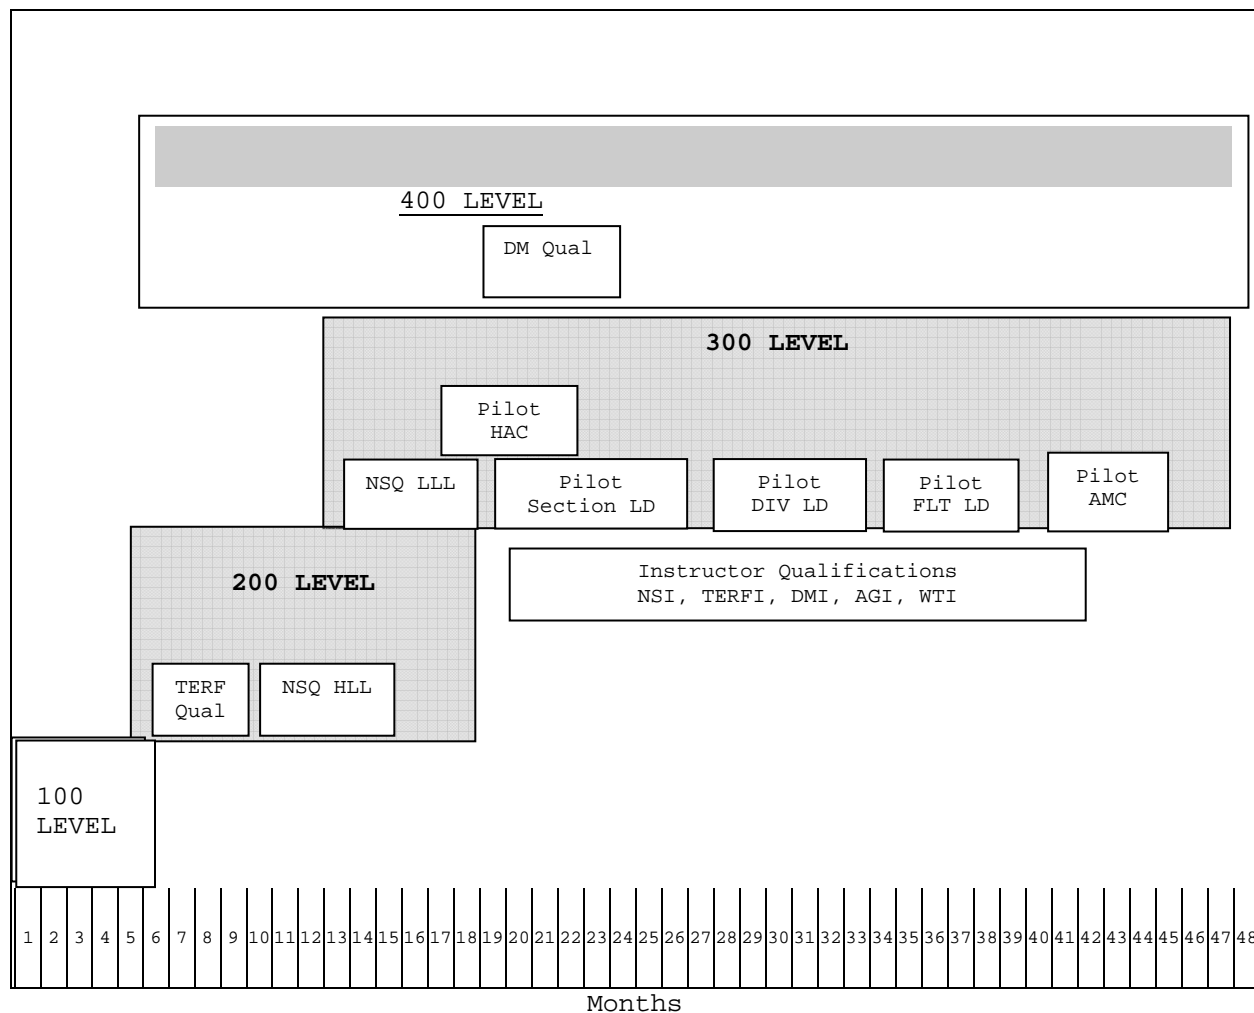 400 LEVEL
DM Qual
300 LEVEL
Pilot
HAC
NSQ LLL
Pilot
Section LD
Pilot
DIV LD
Pilot
FLT LD
Pilot
AMC
200 LEVEL
Instructor Qualifications
NSI, TERFI, DMI, AGI, WTI
TERF
Qual
NSQ HLL
100
LEVEL
1 2 3 4 5 6 7 8 9 10 11 12 13 14 15 16 17 18 19 20 21 22 23 24 25 26 27 28 29 30 31 32 33 34 35 36 37 38 39 40 41 42 43 44 45 46 47 48
Months